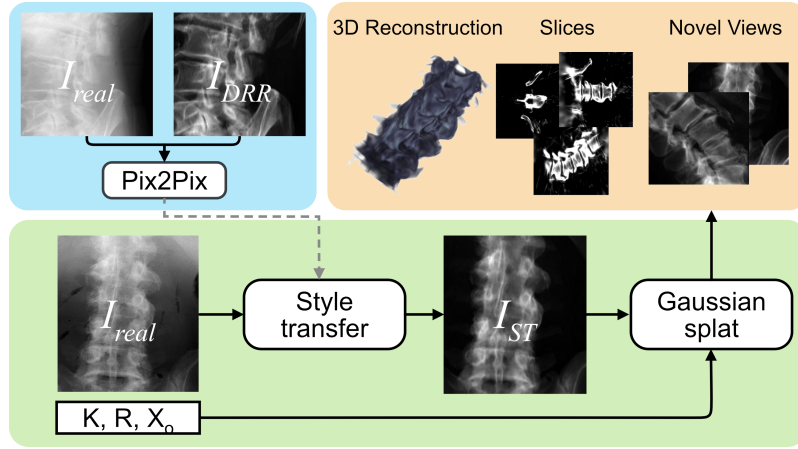 I_real
I_DRR
Pix2Pix
3D Reconstruction
Slices
Novel Views
I_real
Style
transfer
I_ST
Gaussian
splat
K, R, X_o